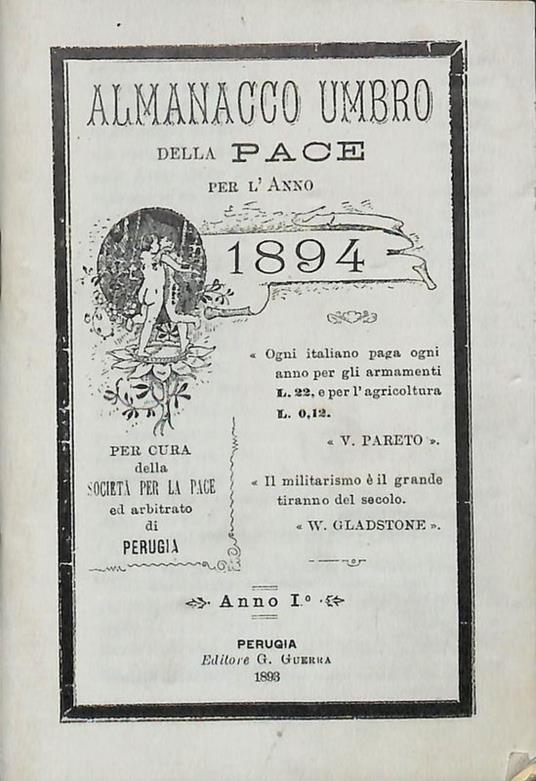 ALMANACCO UMBRO
DELLA PACE
PER L'ANNO
1894
« Ogni italiano paga ogni
anno per gli armamenti
L. 22, e per l'agricoltura
L. 0,12.
« V. PARETO ».
« Il militarismo è il grande
tiranno del secolo.
« W. GLADSTONE ».
PER CURA
della
SOCIETÀ PER LA PACE
ed arbitrato
di
PERUGIA
Anno I.º
PERUGIA
Editore G. GUERRA
1893